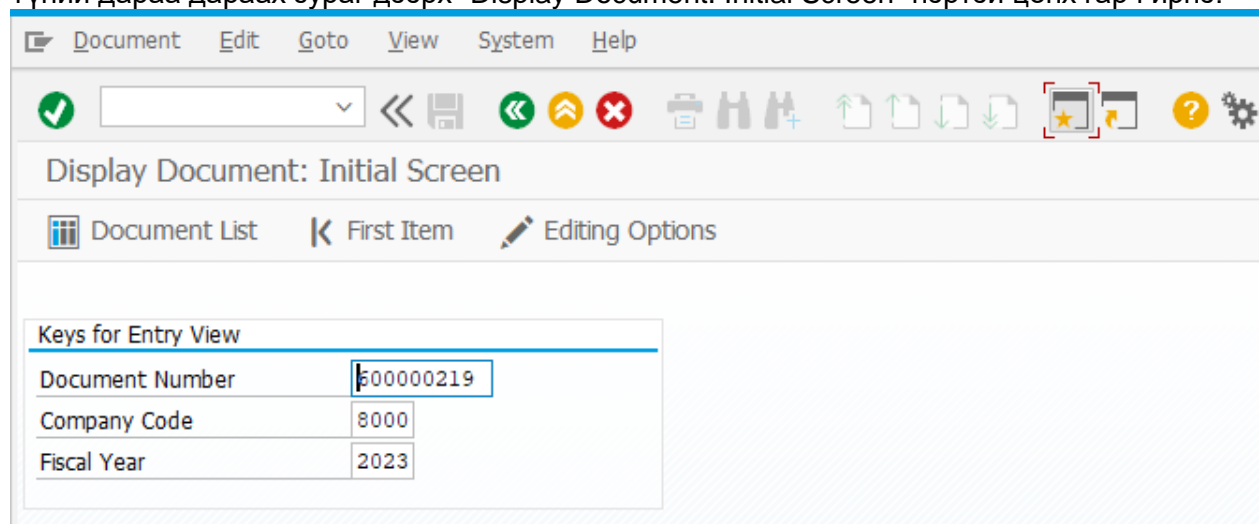 Document Edit Goto View System Help
Display Document: Initial Screen
Document List First Item Editing Options
Keys for Entry View
Document Number 600000219
Company Code 8000
Fiscal Year 2023